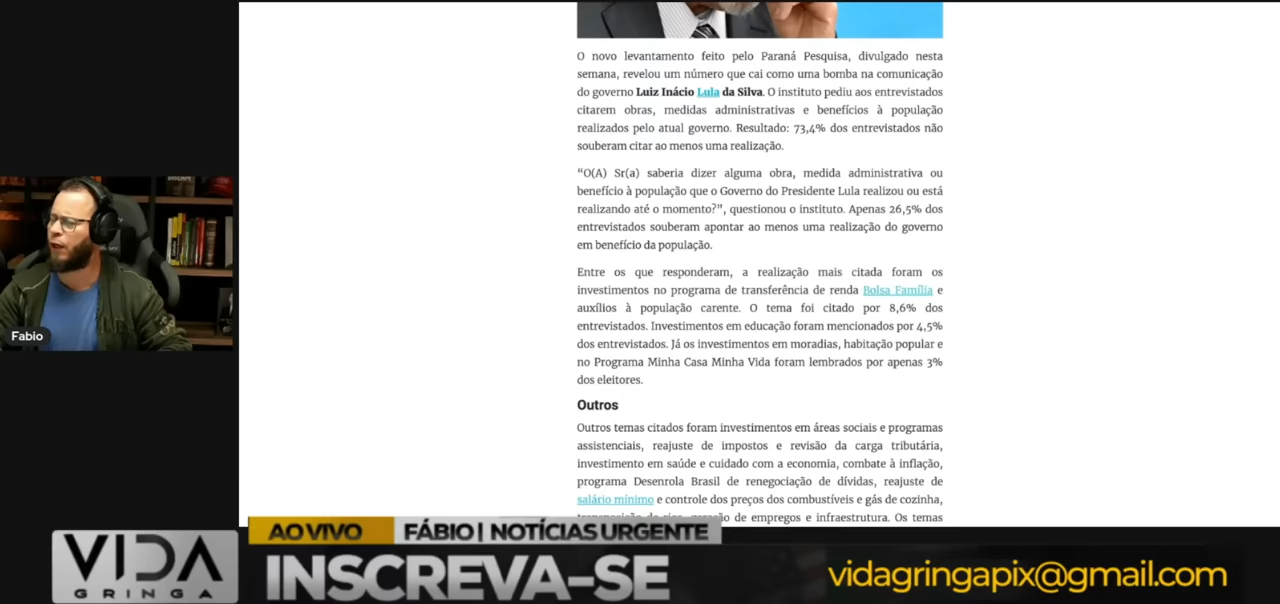 O novo levantamento feito pelo Paraná Pesquisa, divulgado nesta
semana, revelou um número que cai como uma bomba na comunicação
do governo Luiz Inácio Lula da Silva. O instituto pediu aos entrevistados
citarem obras, medidas administrativas e benefícios à população
realizados pelo atual governo. Resultado: 73,4% dos entrevistados não
souberam citar ao menos uma realização.
“O(A) Sr(a) saberia dizer alguma obra, medida administrativa ou
benefício à população que o Governo do Presidente Lula realizou ou está
realizando até o momento?”, questionou o instituto. Apenas 26,5% dos
entrevistados souberam apontar ao menos uma realização do governo
em benefício da população.
Entre os que responderam, a realização mais citada foram os
investimentos no programa de transferência de renda Bolsa Família e
auxílios à população carente. O tema foi citado por 8,6% dos
entrevistados. Investimentos em educação foram mencionados por 4,5%
dos entrevistados. Já os investimentos em moradias, habitação popular e
no Programa Minha Casa Minha Vida foram lembrados por apenas 3%
dos eleitores.
Outros
Outros temas citados foram investimentos em áreas sociais e programas
assistenciais, reajuste de impostos e revisão da carga tributária,
investimento em saúde e cuidado com a economia, combate à inflação,
programa Desenrola Brasil de renegociação de dívidas, reajuste de
salário mínimo e controle dos preços dos combustíveis e gás de cozinha,
de empregos e infraestrutura. Os temas
Fabio
AO VIVO FÁBIO | NOTÍCIAS URGENTE
VIDA
GRINGA
INSCREVA-SE
vidagringapix@gmail.com